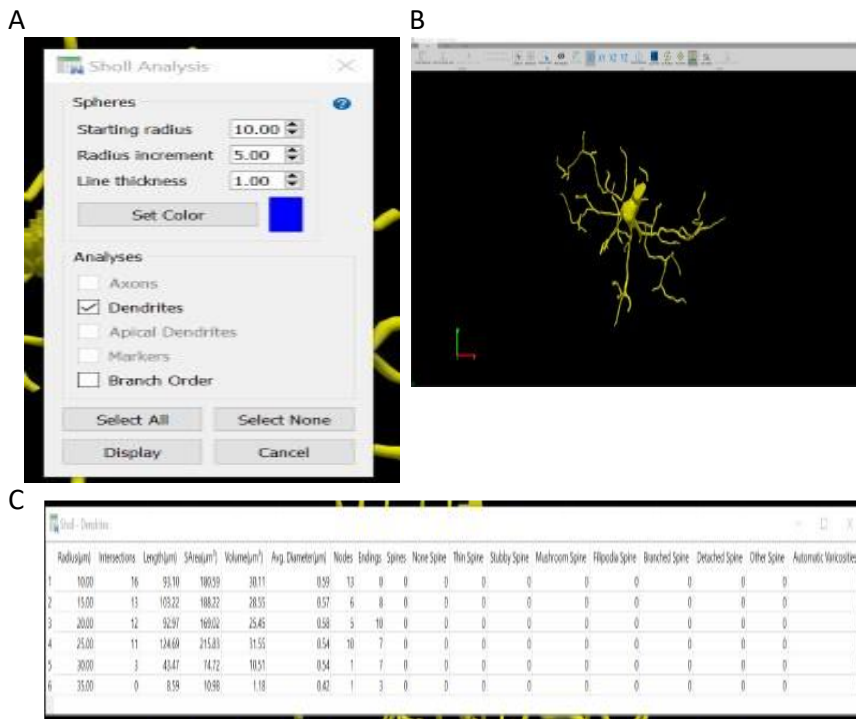 A
B
Sholl Analysis
Spheres
Starting radius 10.00
Radius increment 5.00
Line thickness 1.00
Set Color
Analyses
Axons
Dendrites
Apical Dendrites
Markers
Branch Order
Select All Select None
Display Cancel
C
Sholl - Dendrites
Radius(µm) Intersections Length(µm) SArea(µm²) Volume(µm³) Avg. Diameter(µm) Nodes Endings Spines None Spine Thin Spine Stubby Spine Mushroom Spine Filopodia Spine Branched Spine Detached Spine Other Spine Automatic Varicosities
1 10.00 16 93.10 180.59 30.11 0.59 13 0 0 0 0 0 0 0 0 0 0
2 15.00 13 103.22 188.22 28.55 0.57 6 8 0 0 0 0 0 0 0 0 0
3 20.00 12 92.97 169.02 25.45 0.58 5 10 0 0 0 0 0 0 0 0 0
4 25.00 11 124.69 215.83 31.55 0.54 10 7 0 0 0 0 0 0 0 0 0
5 30.00 3 43.47 74.72 10.51 0.54 1 7 0 0 0 0 0 0 0 0 0
6 35.00 0 8.59 10.98 1.18 0.42 1 3 0 0 0 0 0 0 0 0 0